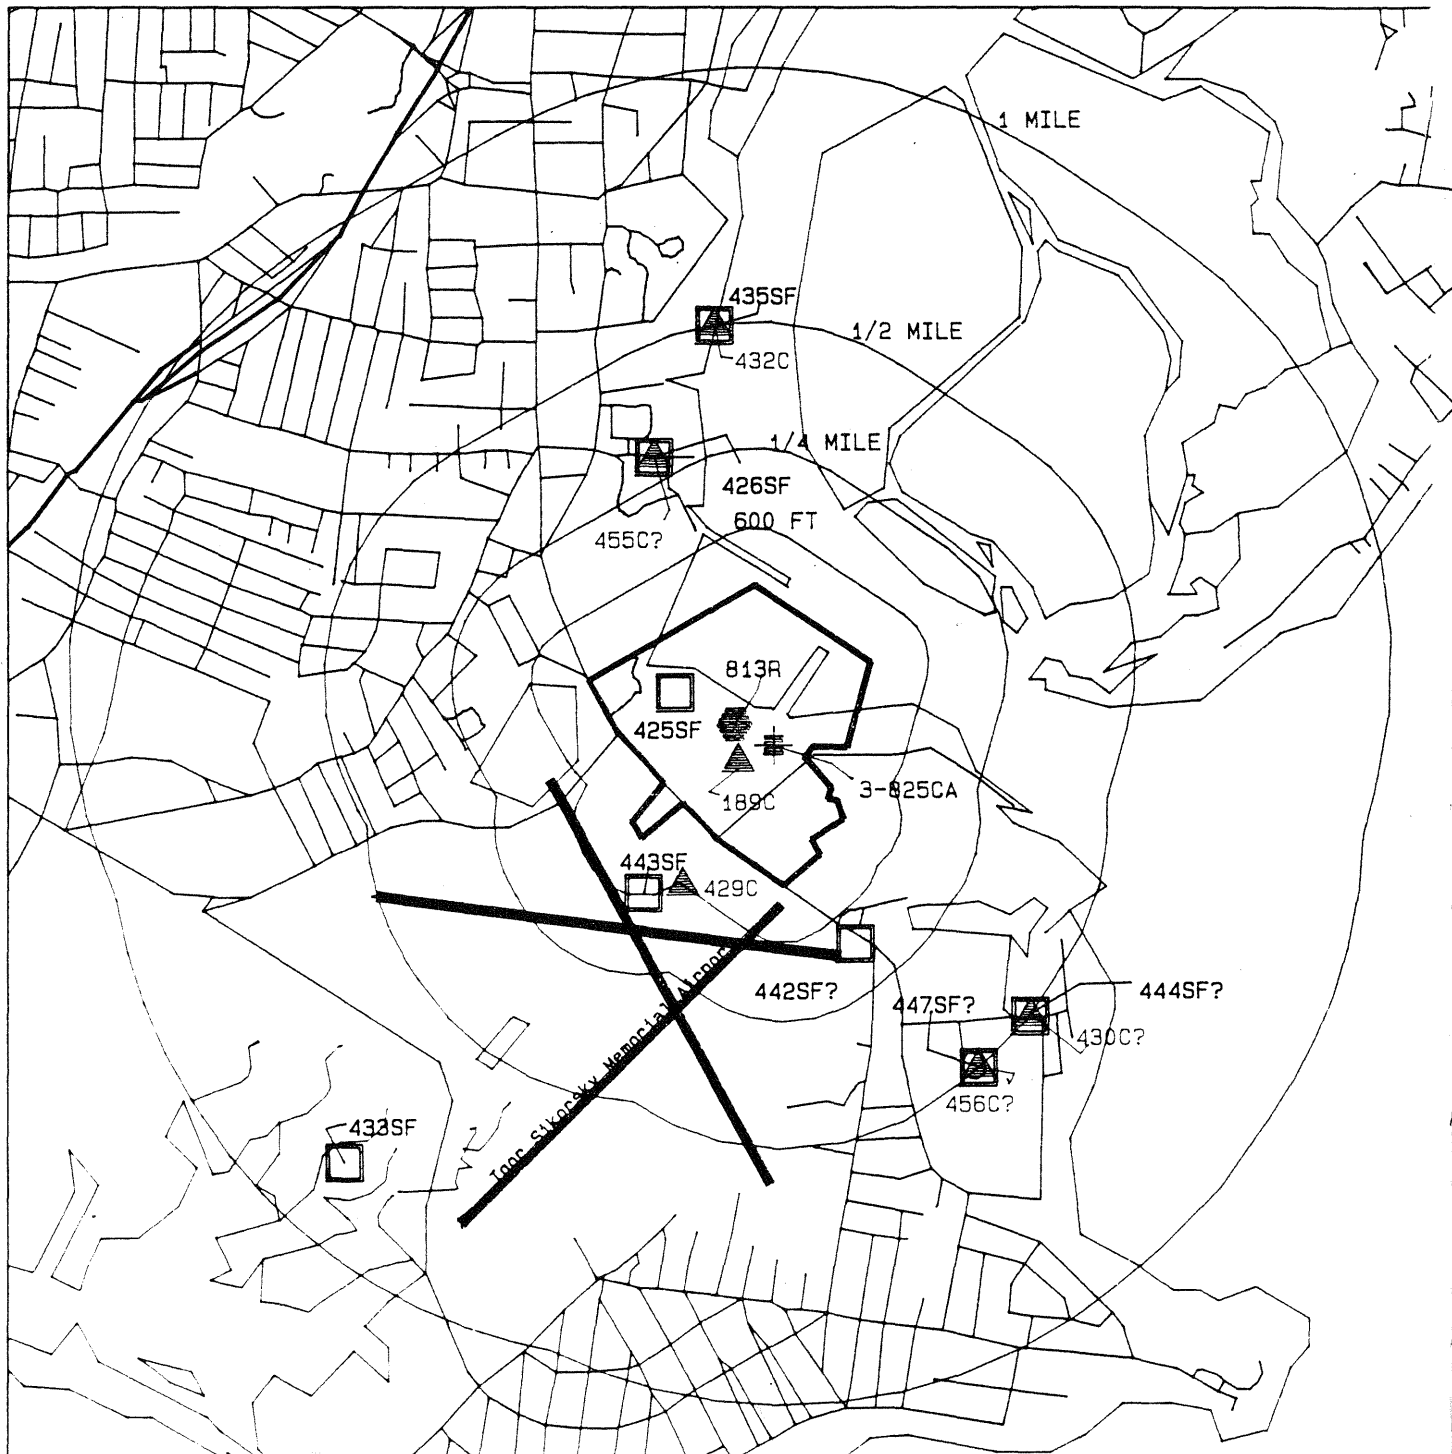 1 MILE
435SF
1/2 MILE
432C
1/4 MILE
426SF
600 FT
455C?
813R
425SF
3-825CA
189C
443SF
429C
442SF?
447SF?
444SF?
430C?
456C?
433SF
Igor Sikorsky Memorial Airport